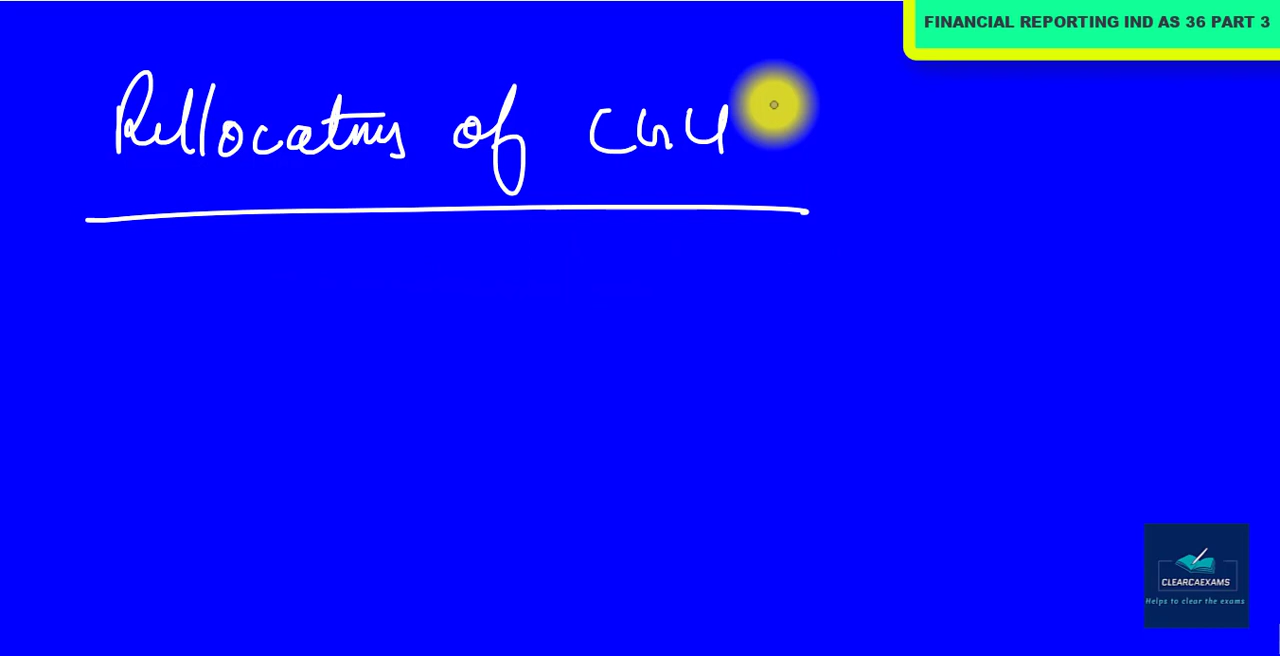 FINANCIAL REPORTING IND AS 36 PART 3
Rellocatns of CGU
CLEARCAEXAMS
Helps to clear the exams